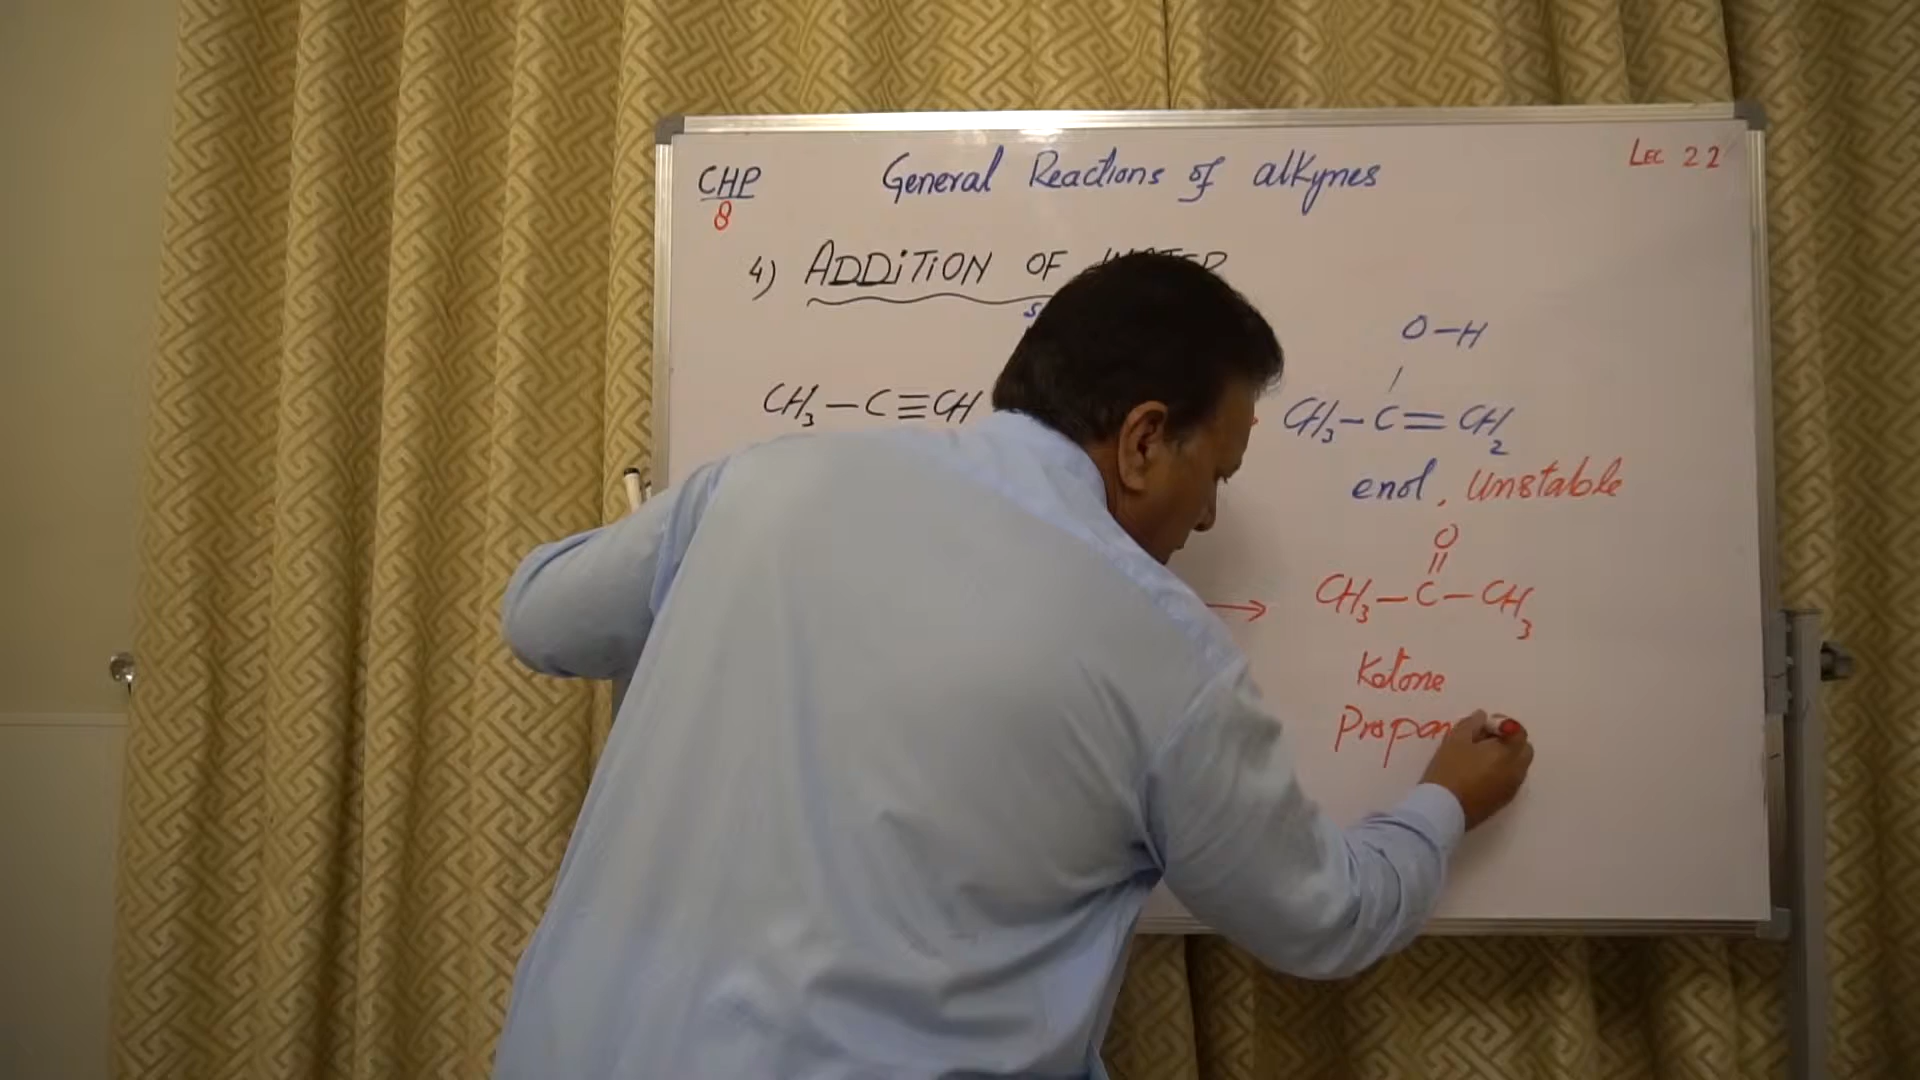 CHP
8
General Reactions of alkynes
Lec 22
4) ADDITION OF WATER
O—H
CH₃—C≡CH
CH₃—C=CH₂
enol, Unstable
O
CH₃—C—CH₃
Ketone